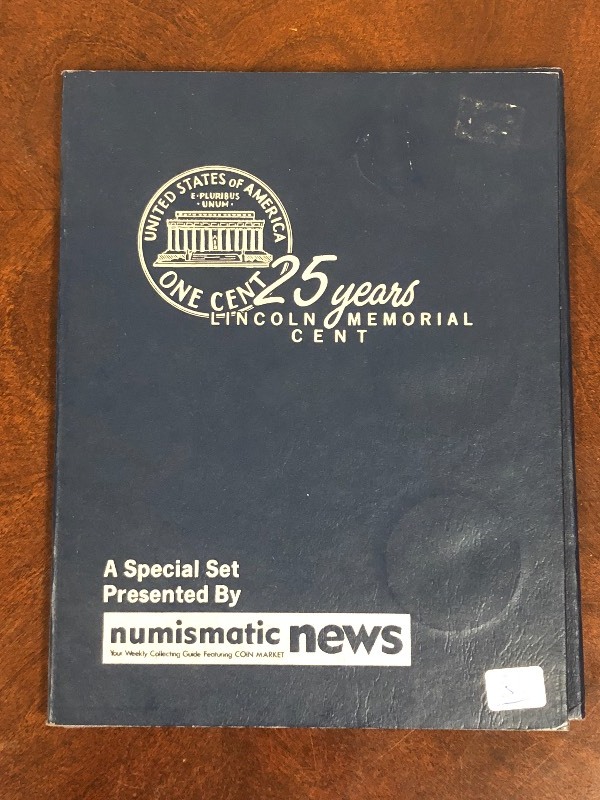 UNITED STATES OF AMERICA
E·PLURIBUS
·UNUM·
ONE CENT
25 years
LINCOLN MEMORIAL
CENT
A Special Set
Presented By
numismatic news
Your Weekly Collecting Guide Featuring COIN MARKET